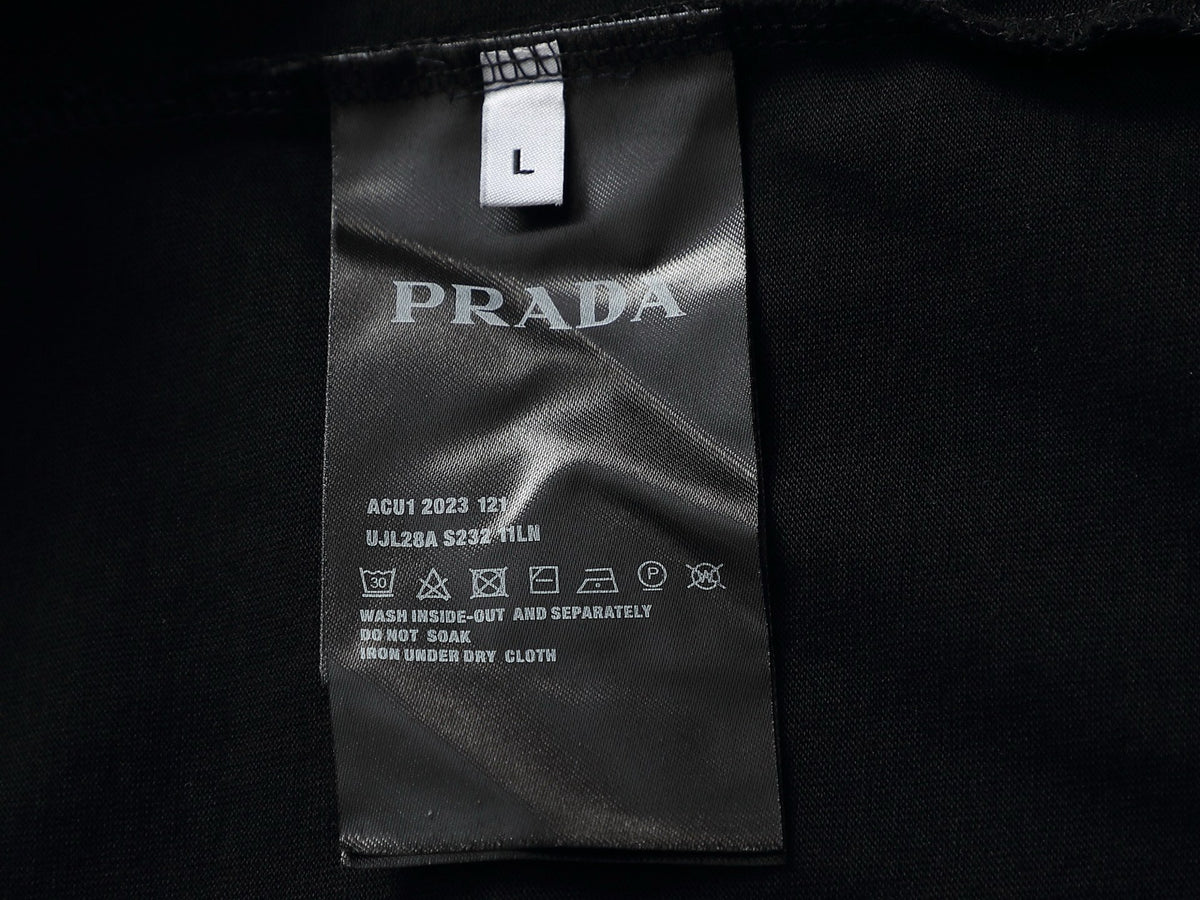 L
PRADA
ACU1 2023 121
UJL28A S232 11LN
30
P
W
WASH INSIDE-OUT AND SEPARATELY
DO NOT SOAK
IRON UNDER DRY CLOTH